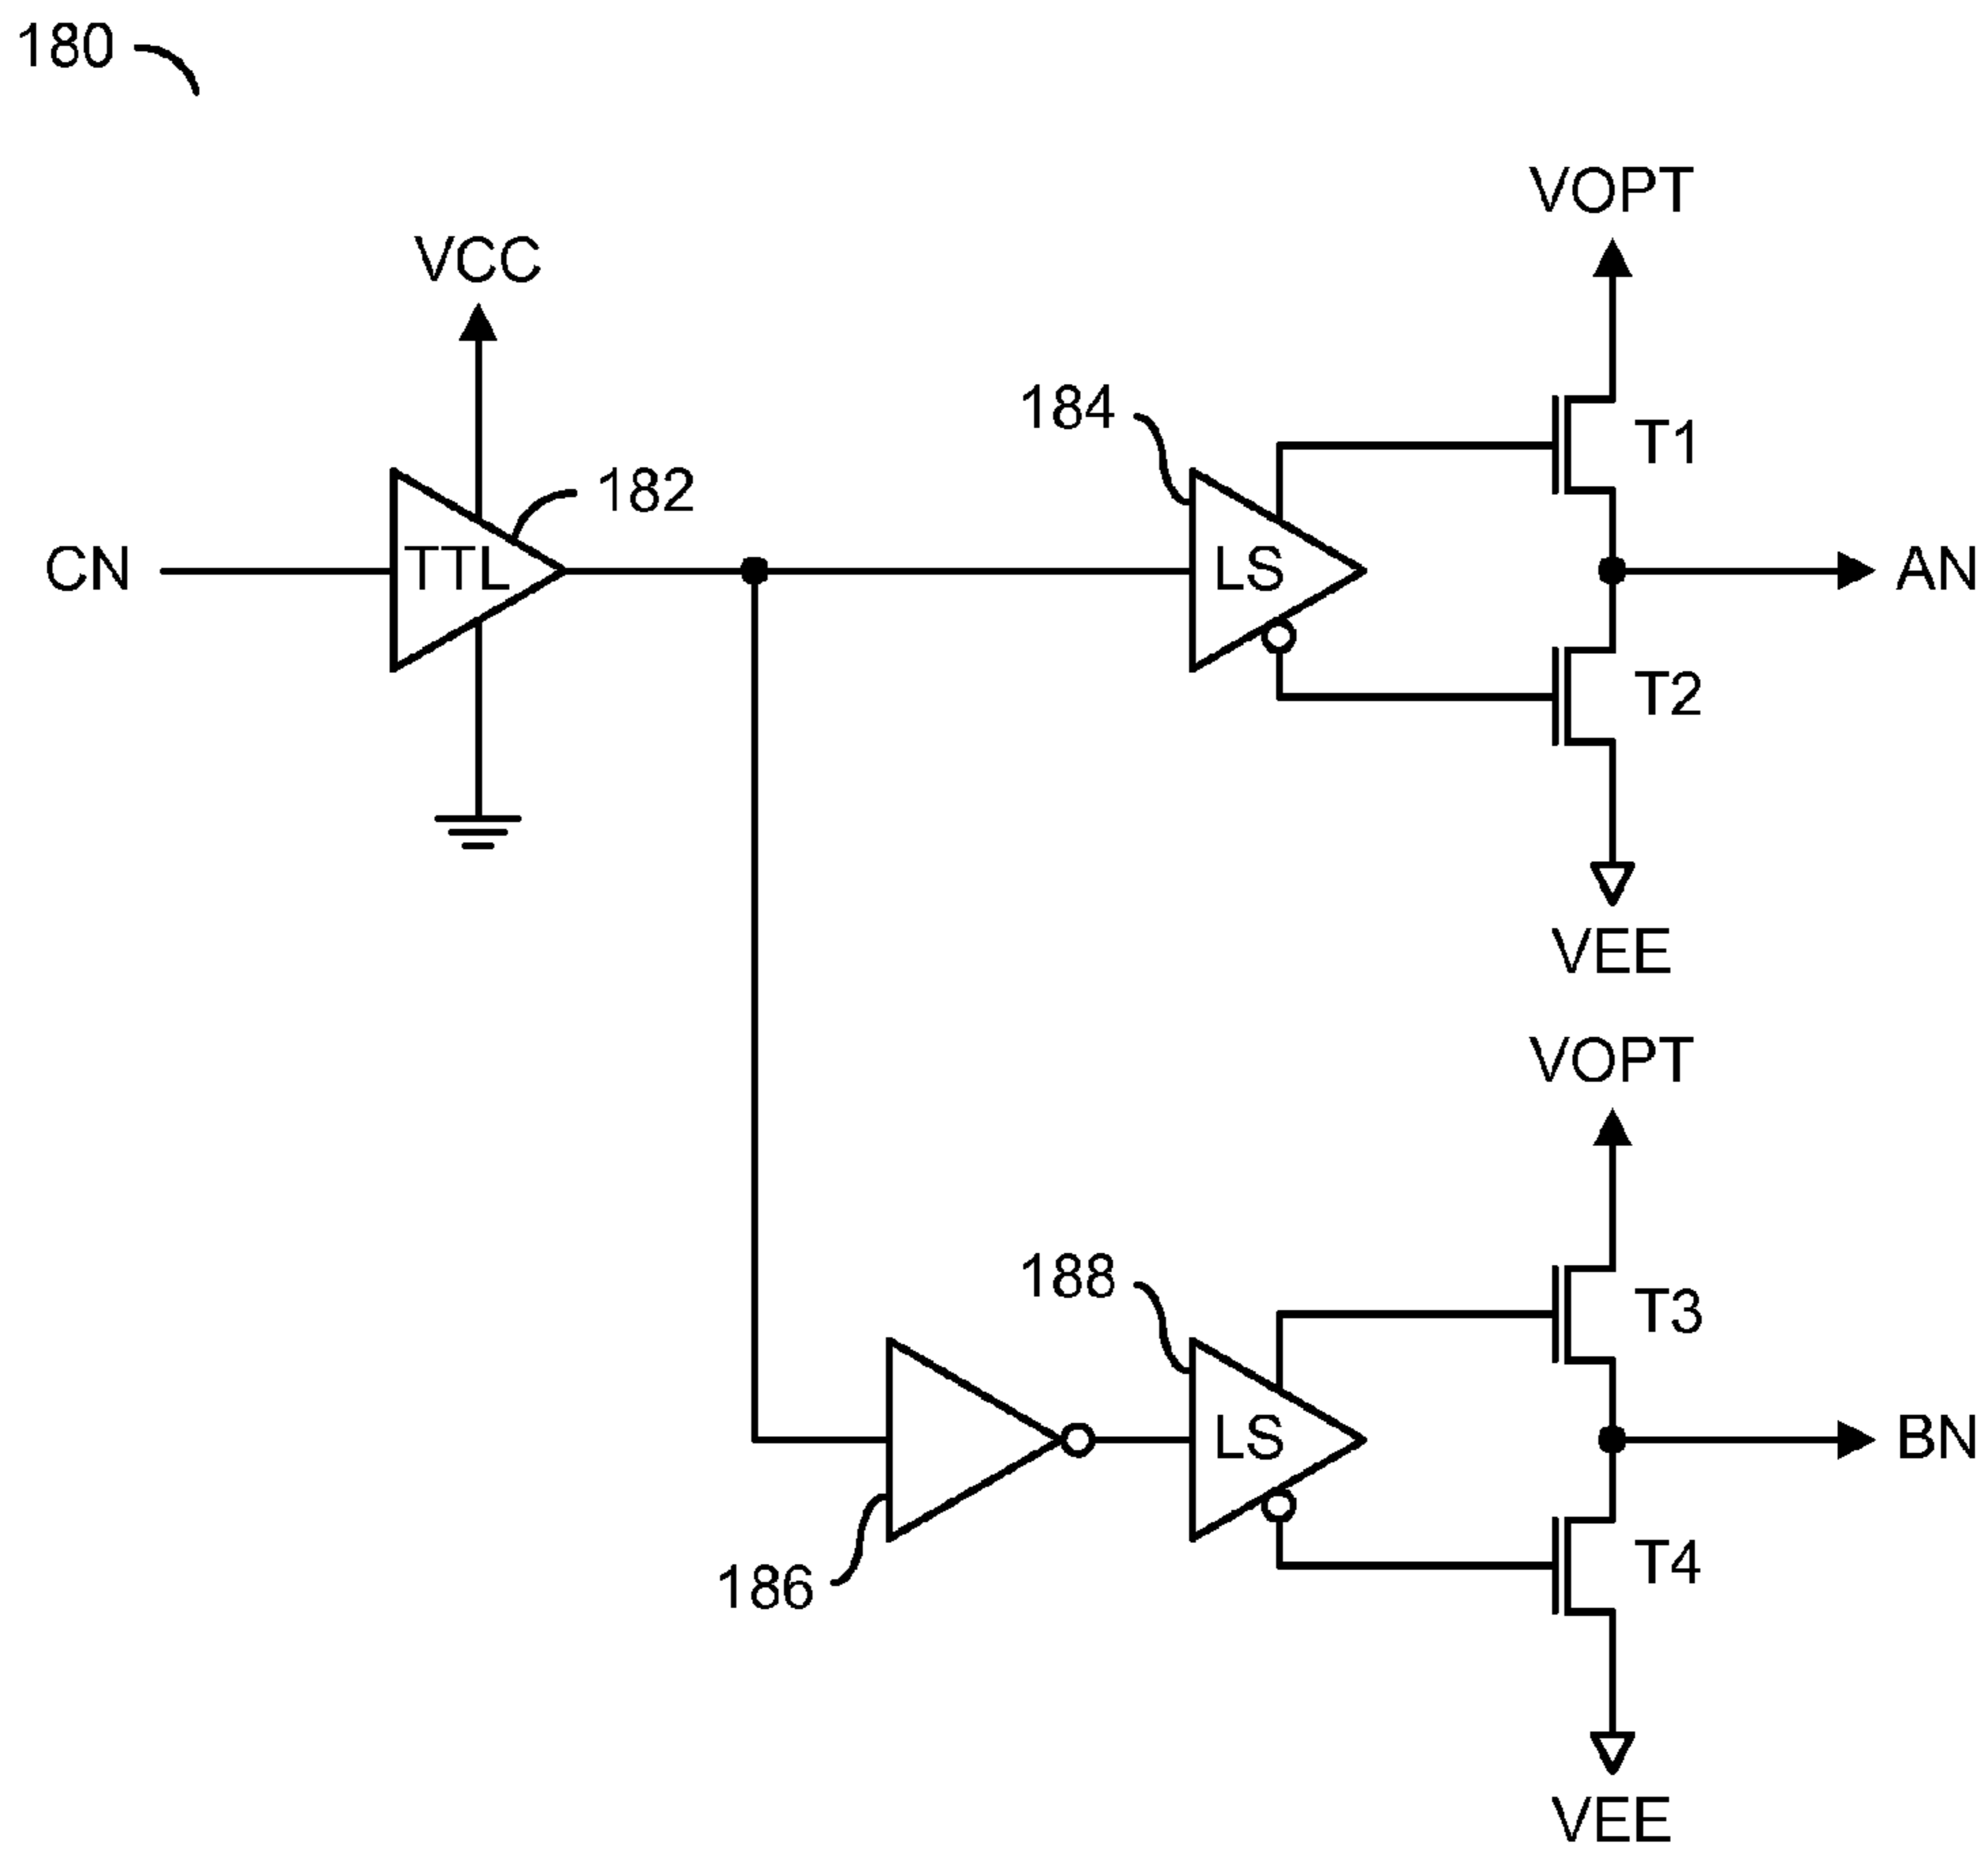 180
VOPT
VCC
184
T1
182
CN
TTL
LS
AN
T2
VEE
VOPT
188
T3
LS
BN
186
T4
VEE